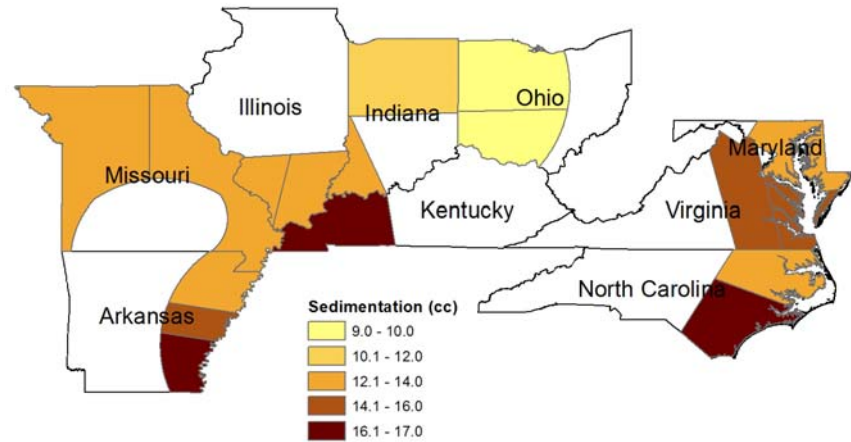 Illinois
Indiana
Ohio
Maryland
Missouri
Kentucky
Virginia
North Carolina
Arkansas
Sedimentation (cc)
9.0 - 10.0
10.1 - 12.0
12.1 - 14.0
14.1 - 16.0
16.1 - 17.0